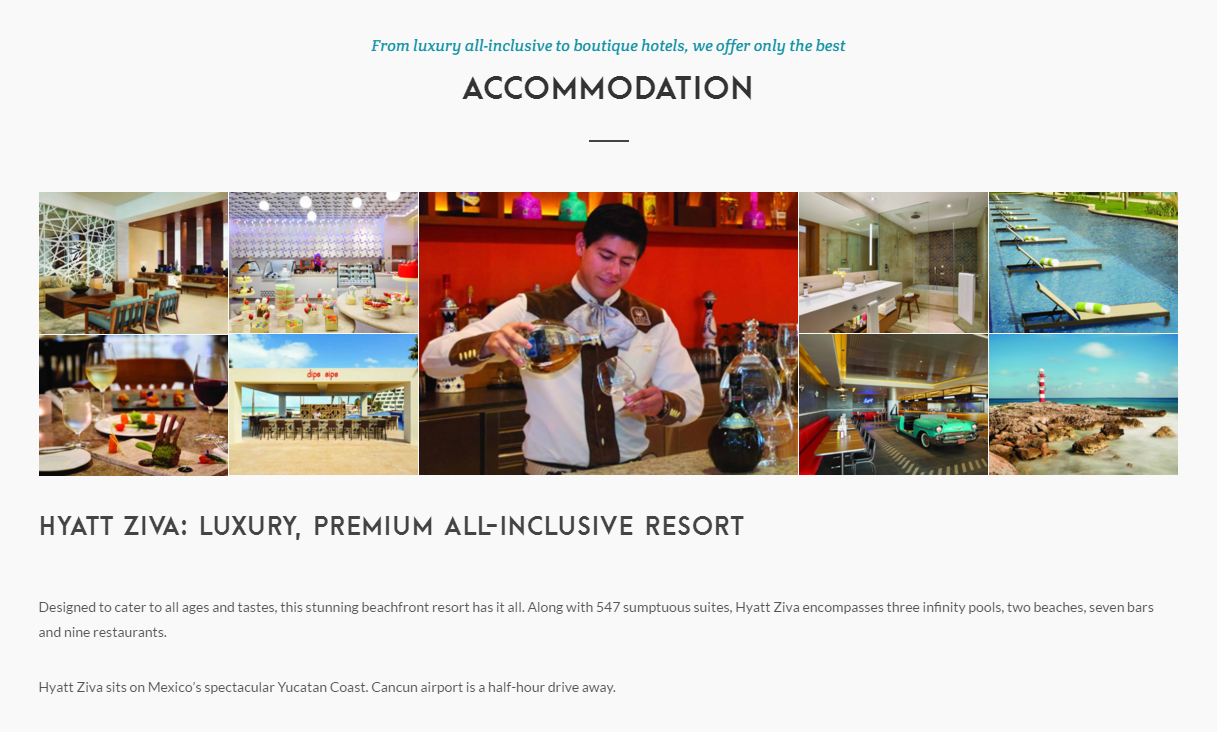 From luxury all-inclusive to boutique hotels, we offer only the best
ACCOMMODATION
dips sips
HYATT ZIVA: LUXURY, PREMIUM ALL-INCLUSIVE RESORT
Designed to cater to all ages and tastes, this stunning beachfront resort has it all. Along with 547 sumptuous suites, Hyatt Ziva encompasses three infinity pools, two beaches, seven bars
and nine restaurants.
Hyatt Ziva sits on Mexico's spectacular Yucatan Coast. Cancun airport is a half-hour drive away.